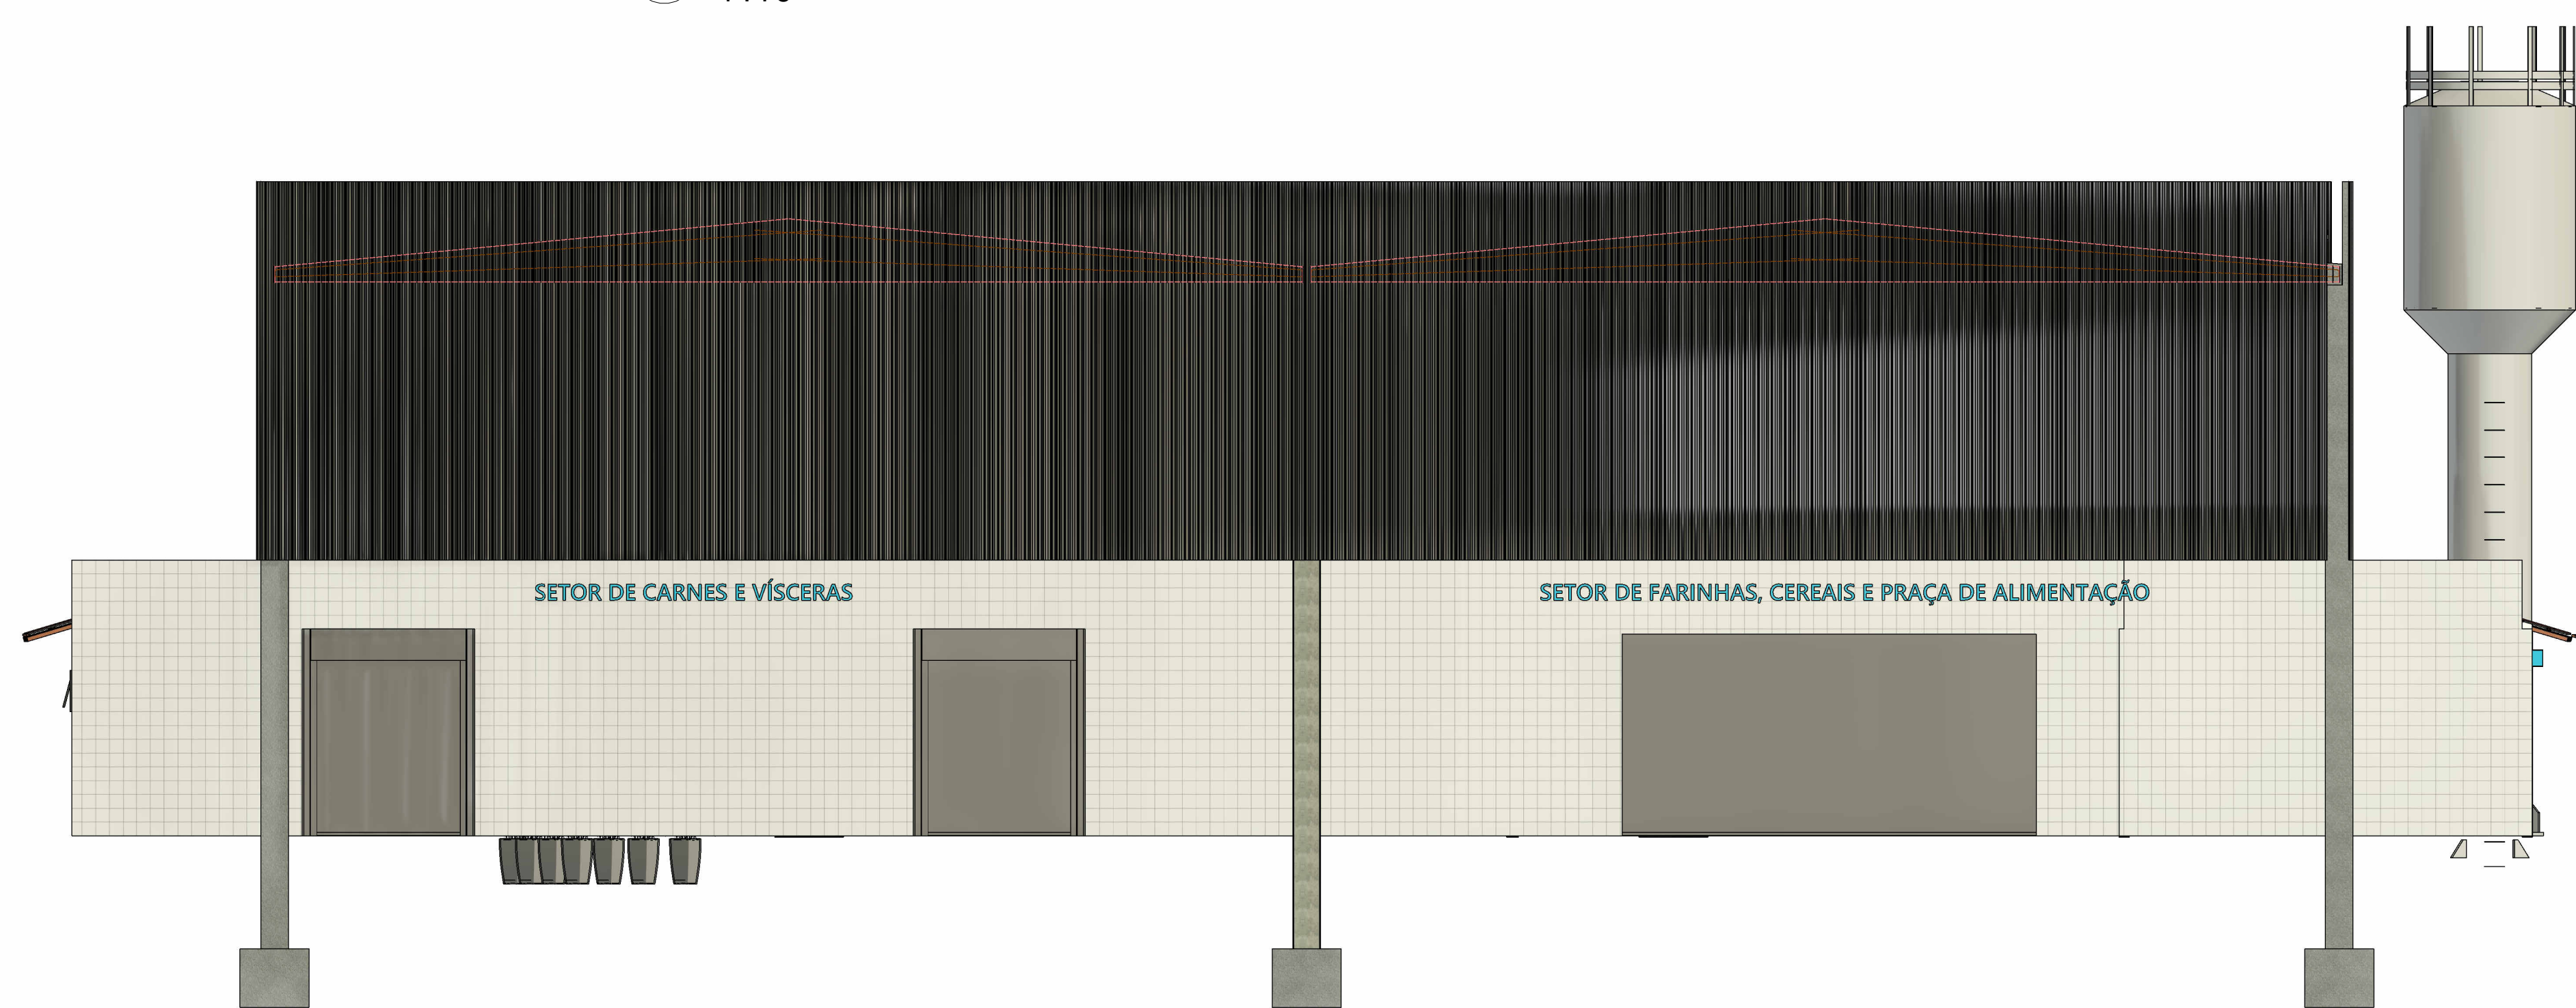 SETOR DE CARNES E VÍSCERAS
SETOR DE FARINHAS, CEREAIS E PRAÇA DE ALIMENTAÇÃO